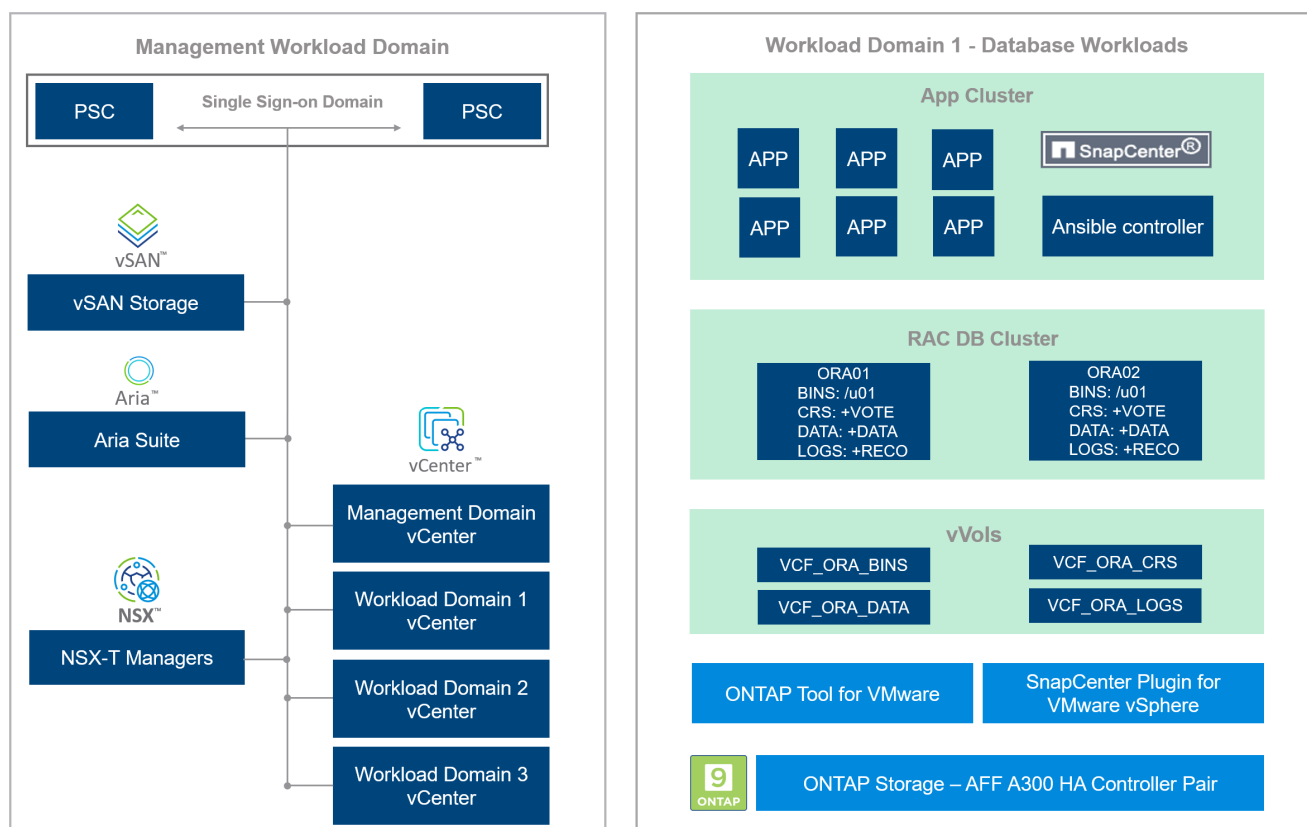 Management Workload Domain
PSC
Single Sign-on Domain
PSC
vSAN™
vSAN Storage
Aria™
Aria Suite
vCenter™
Management Domain
vCenter
Workload Domain 1
vCenter
NSX™
NSX-T Managers
Workload Domain 2
vCenter
Workload Domain 3
vCenter
Workload Domain 1 - Database Workloads
App Cluster
APP
APP
APP
SnapCenter®
APP
APP
APP
Ansible controller
RAC DB Cluster
ORA01
BINS: /u01
CRS: +VOTE
DATA: +DATA
LOGS: +RECO
ORA02
BINS: /u01
CRS: +VOTE
DATA: +DATA
LOGS: +RECO
vVols
VCF_ORA_BINS
VCF_ORA_CRS
VCF_ORA_DATA
VCF_ORA_LOGS
ONTAP Tool for VMware
SnapCenter Plugin for
VMware vSphere
9
ONTAP
ONTAP Storage – AFF A300 HA Controller Pair